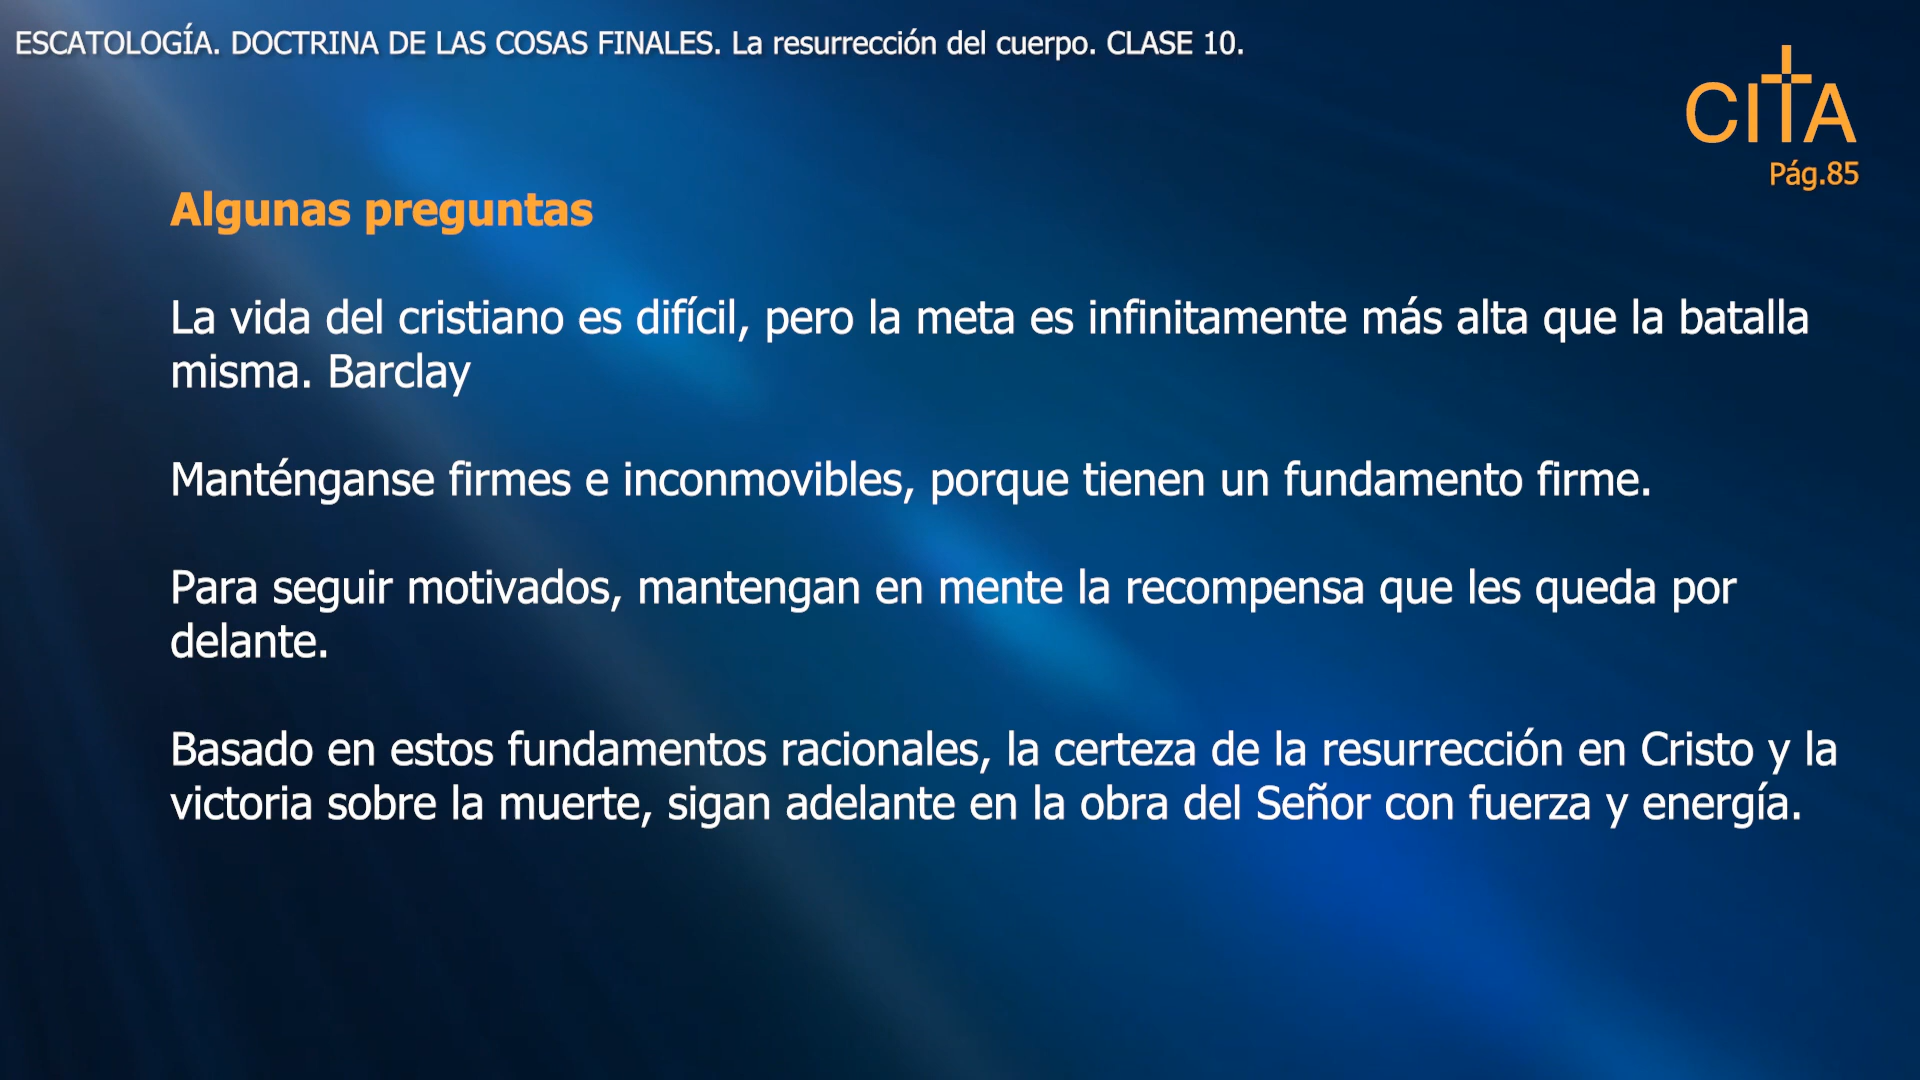 ESCATOLOGÍA. DOCTRINA DE LAS COSAS FINALES. La resurrección del cuerpo. CLASE 10.
CITA
Pág.85
Algunas preguntas
La vida del cristiano es difícil, pero la meta es infinitamente más alta que la batalla
misma. Barclay
Manténganse firmes e inconmovibles, porque tienen un fundamento firme.
Para seguir motivados, mantengan en mente la recompensa que les queda por
delante.
Basado en estos fundamentos racionales, la certeza de la resurrección en Cristo y la
victoria sobre la muerte, sigan adelante en la obra del Señor con fuerza y energía.